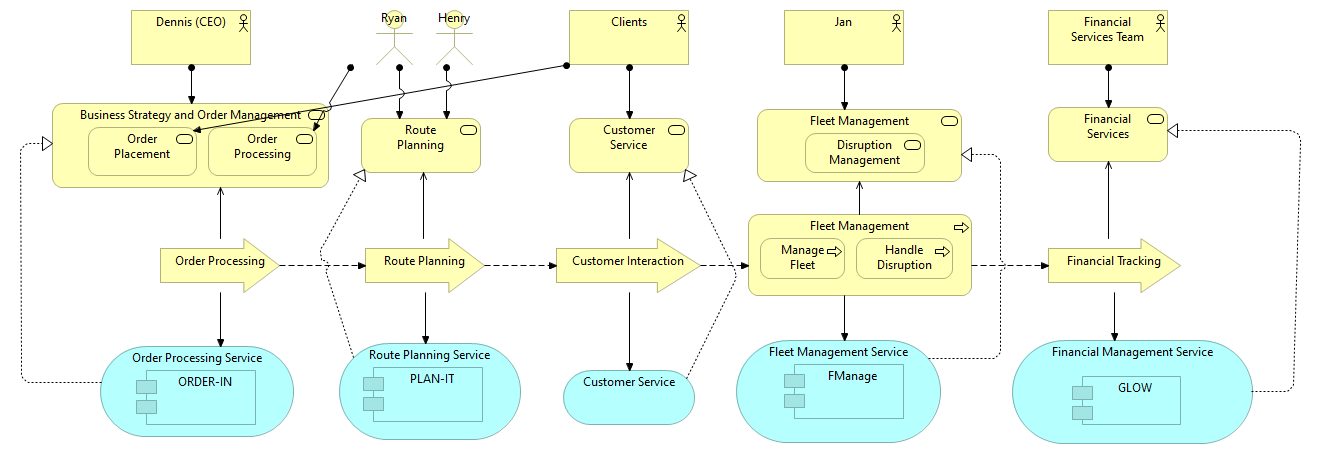 Dennis (CEO)
Ryan
Henry
Clients
Jan
Financial
Services Team
Business Strategy and Order Management
Order
Placement
Order
Processing
Route
Planning
Customer
Service
Fleet Management
Disruption
Management
Financial
Services
Order Processing
Route Planning
Customer Interaction
Fleet Management
Manage
Fleet
Handle
Disruption
Financial Tracking
Order Processing Service
ORDER-IN
Route Planning Service
PLAN-IT
Customer Service
Fleet Management Service
FManage
Financial Management Service
GLOW